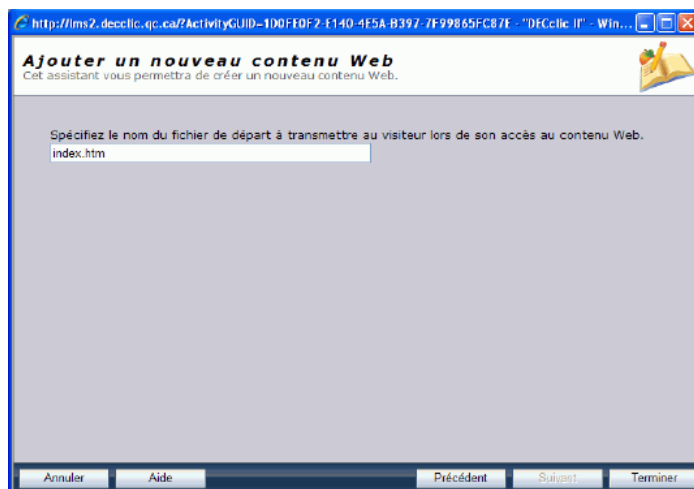 http://lms2.decclic.qc.ca/?ActivityGUID=1D0FE0F2-E140-4E5A-B397-7F99865FC87E - "DECclic II" - Win...
Ajouter un nouveau contenu Web
Cet assistant vous permettra de créer un nouveau contenu Web.
Spécifiez le nom du fichier de départ à transmettre au visiteur lors de son accès au contenu Web.
index.htm
Annuler Aide Précédent Suivant Terminer